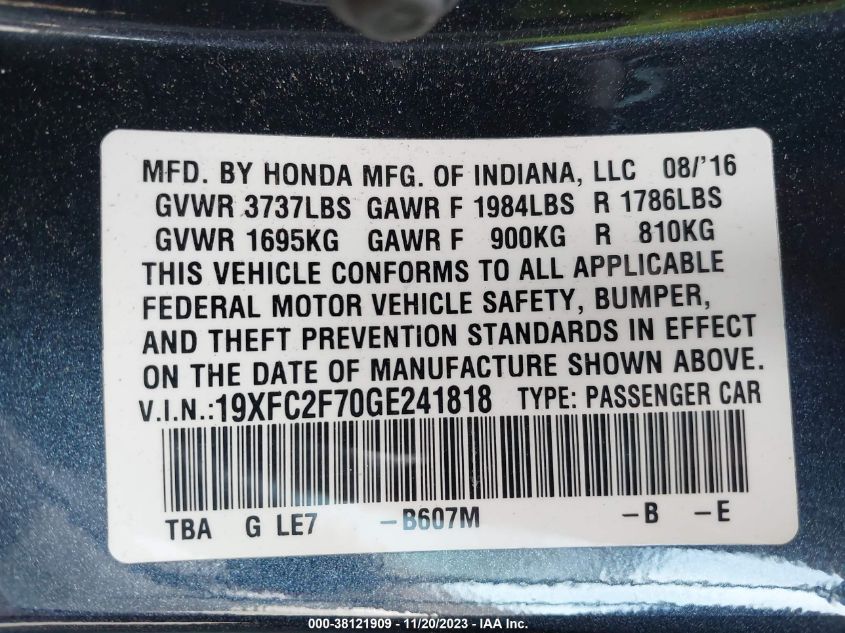 MFD. BY HONDA MFG. OF INDIANA, LLC 08/'16
GVWR 3737LBS GAWR F 1984LBS R 1786LBS
GVWR 1695KG GAWR F 900KG R 810KG
THIS VEHICLE CONFORMS TO ALL APPLICABLE
FEDERAL MOTOR VEHICLE SAFETY, BUMPER,
AND THEFT PREVENTION STANDARDS IN EFFECT
ON THE DATE OF MANUFACTURE SHOWN ABOVE.
V.I.N.:19XFC2F70GE241818 TYPE: PASSENGER CAR
TBA G LE7 -B607M -B -E
000-38121909 - 11/20/2023 - IAA Inc.